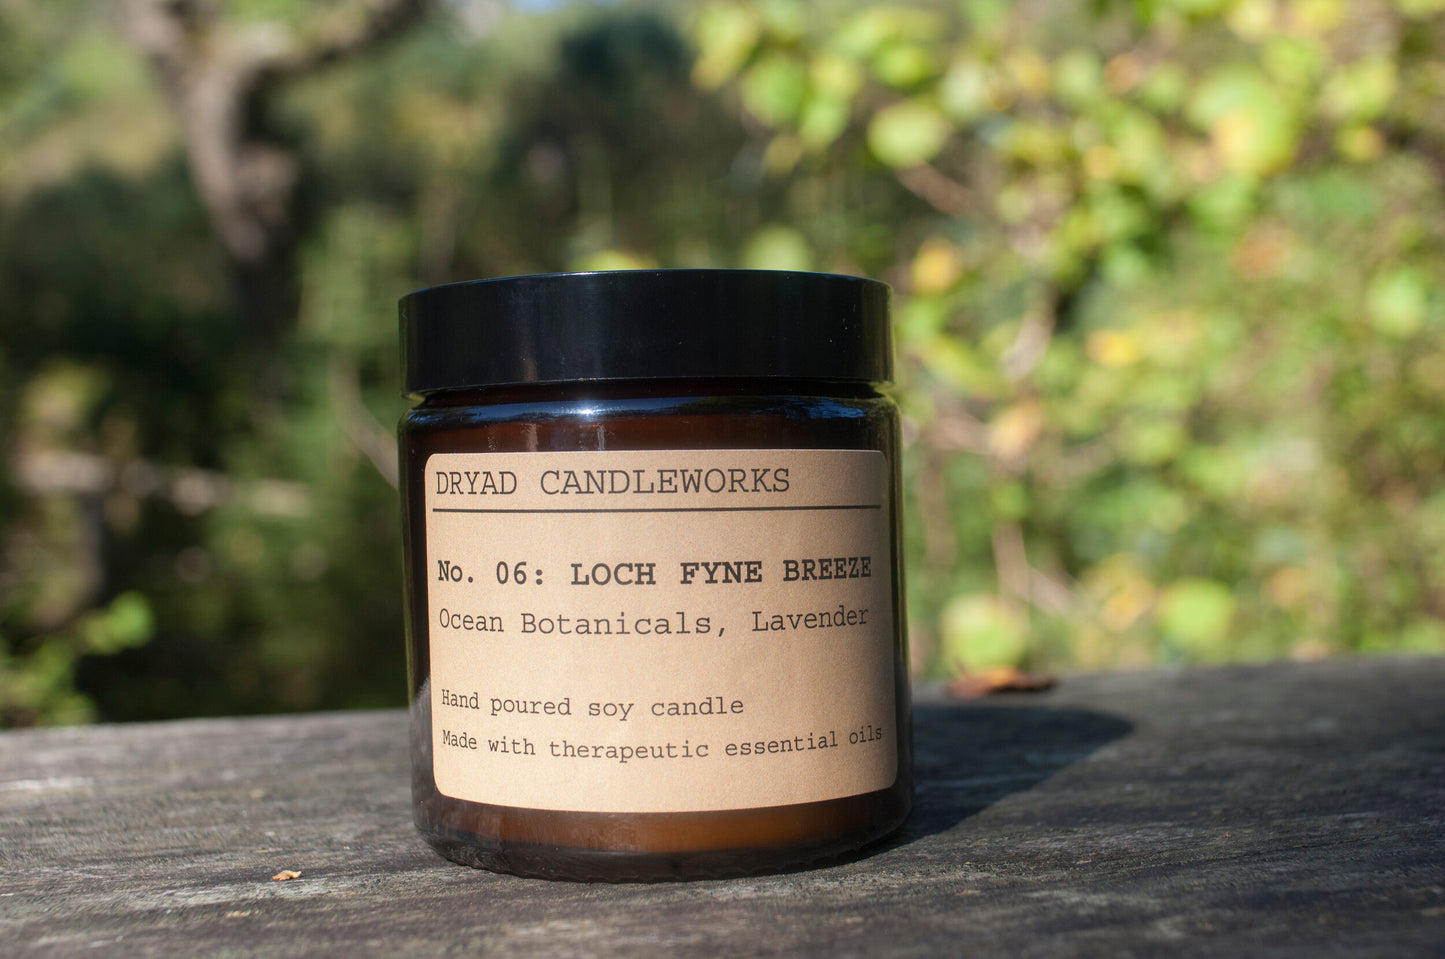 DRYAD CANDLEWORKS
No. 06: LOCH FYNE BREEZE
Ocean Botanicals, Lavender
Hand poured soy candle
Made with therapeutic essential oils